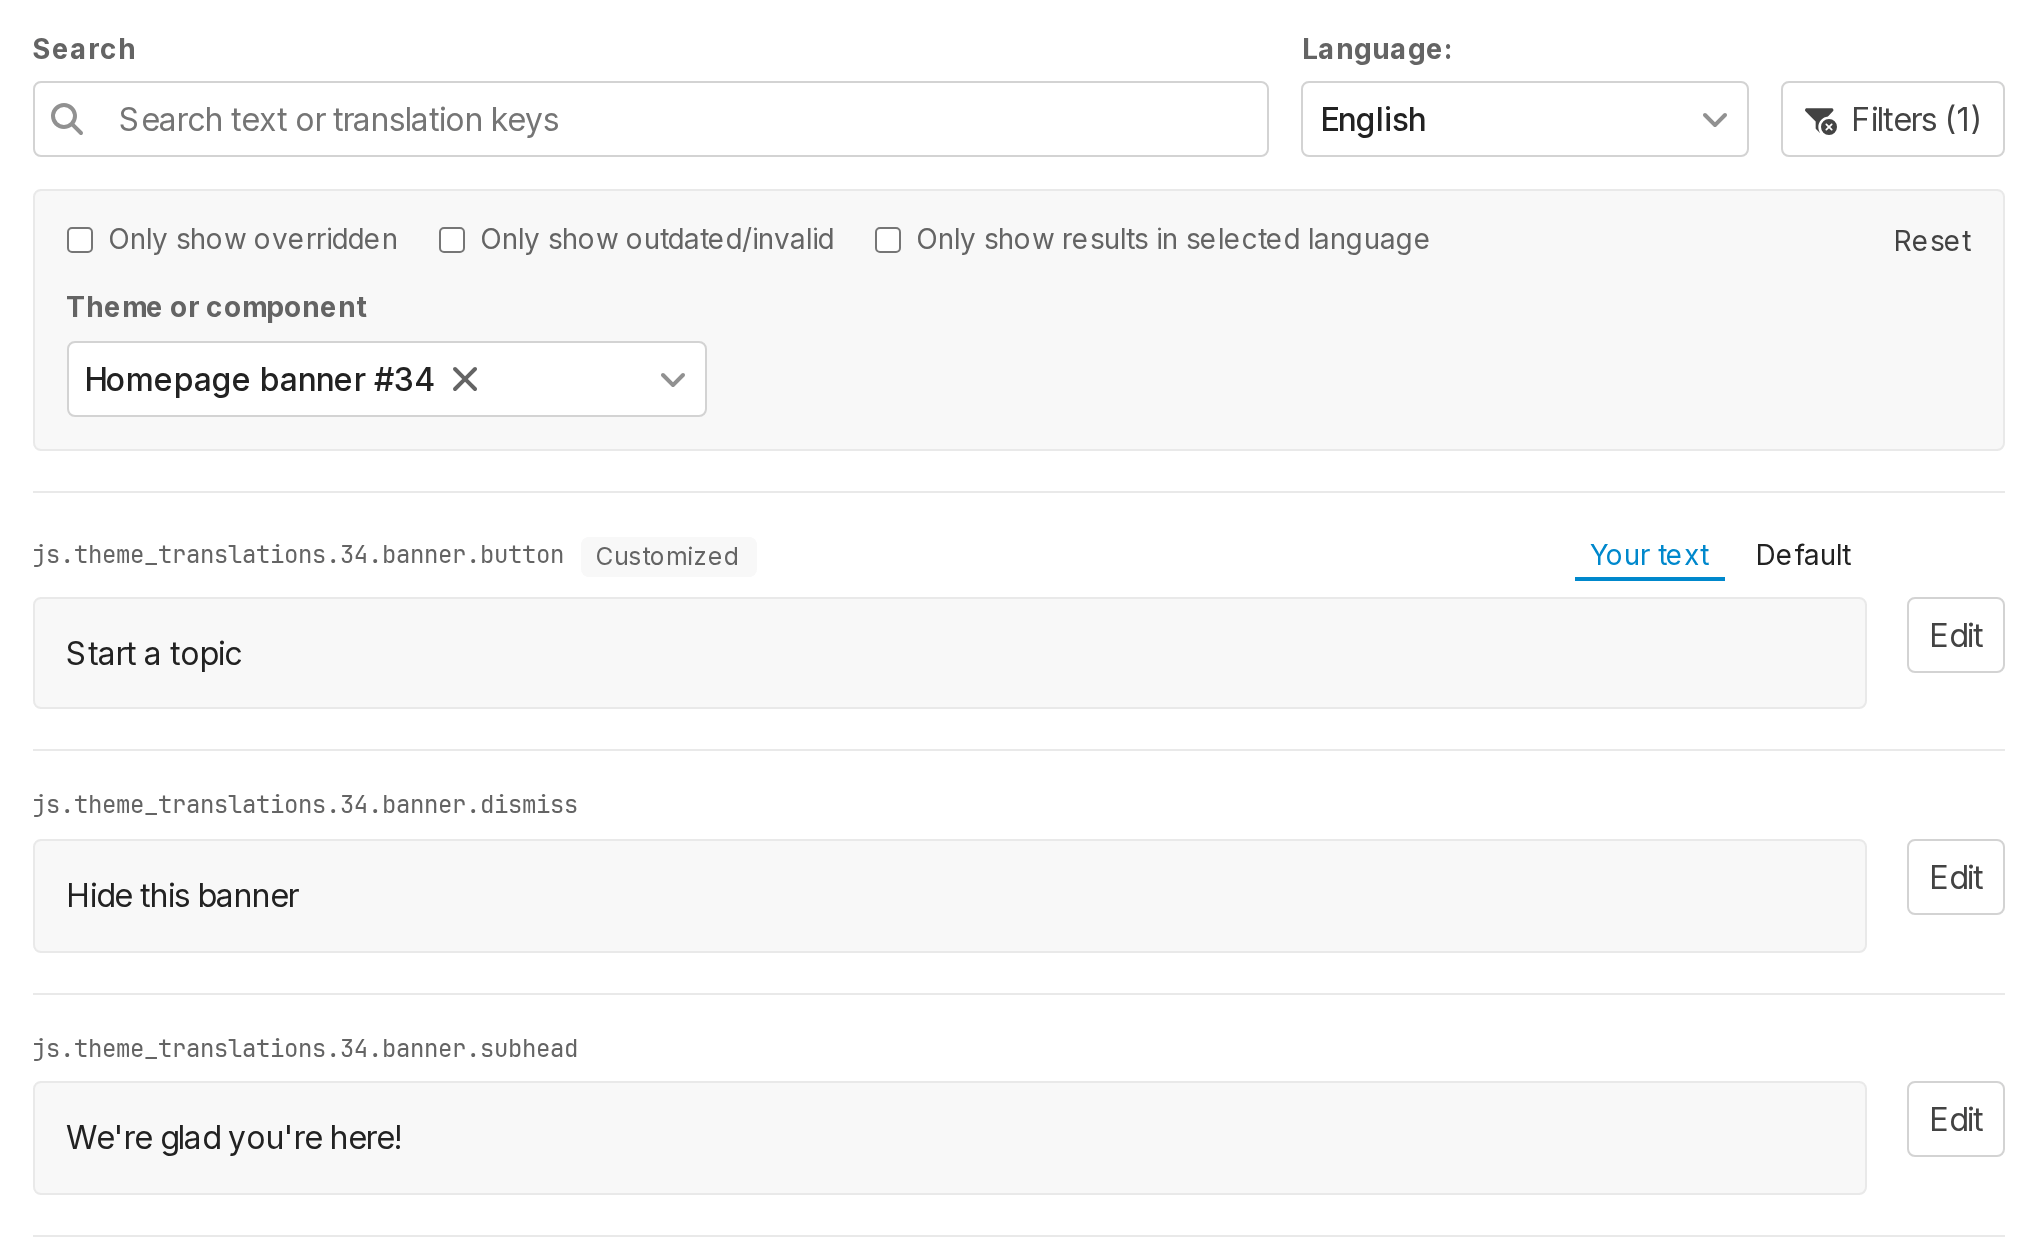 Search
Language:
Search text or translation keys
English
Filters (1)
Only show overridden
Only show outdated/invalid
Only show results in selected language
Reset
Theme or component
Homepage banner #34
js.theme_translations.34.banner.button
Customized
Your text
Default
Start a topic
Edit
js.theme_translations.34.banner.dismiss
Hide this banner
Edit
js.theme_translations.34.banner.subhead
We're glad you're here!
Edit